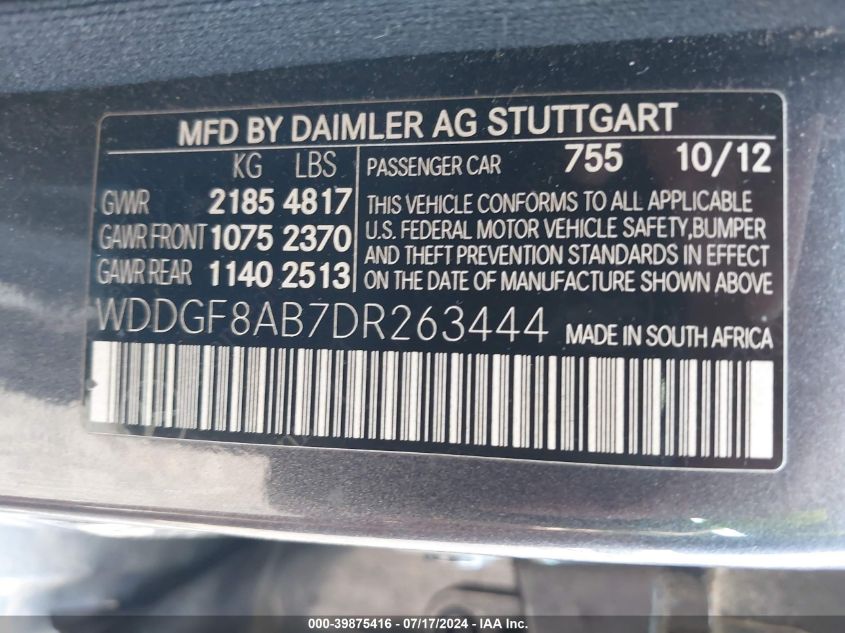 MFD BY DAIMLER AG STUTTGART
KG LBS
GVWR 2185 4817
GAWR FRONT 1075 2370
GAWR REAR 1140 2513
PASSENGER CAR 755 10/12
THIS VEHICLE CONFORMS TO ALL APPLICABLE
U.S. FEDERAL MOTOR VEHICLE SAFETY,BUMPER
AND THEFT PREVENTION STANDARDS IN EFFECT
ON THE DATE OF MANUFACTURE SHOWN ABOVE
WDDGF8AB7DR263444 MADE IN SOUTH AFRICA
000-39875416 - 07/17/2024 - IAA Inc.